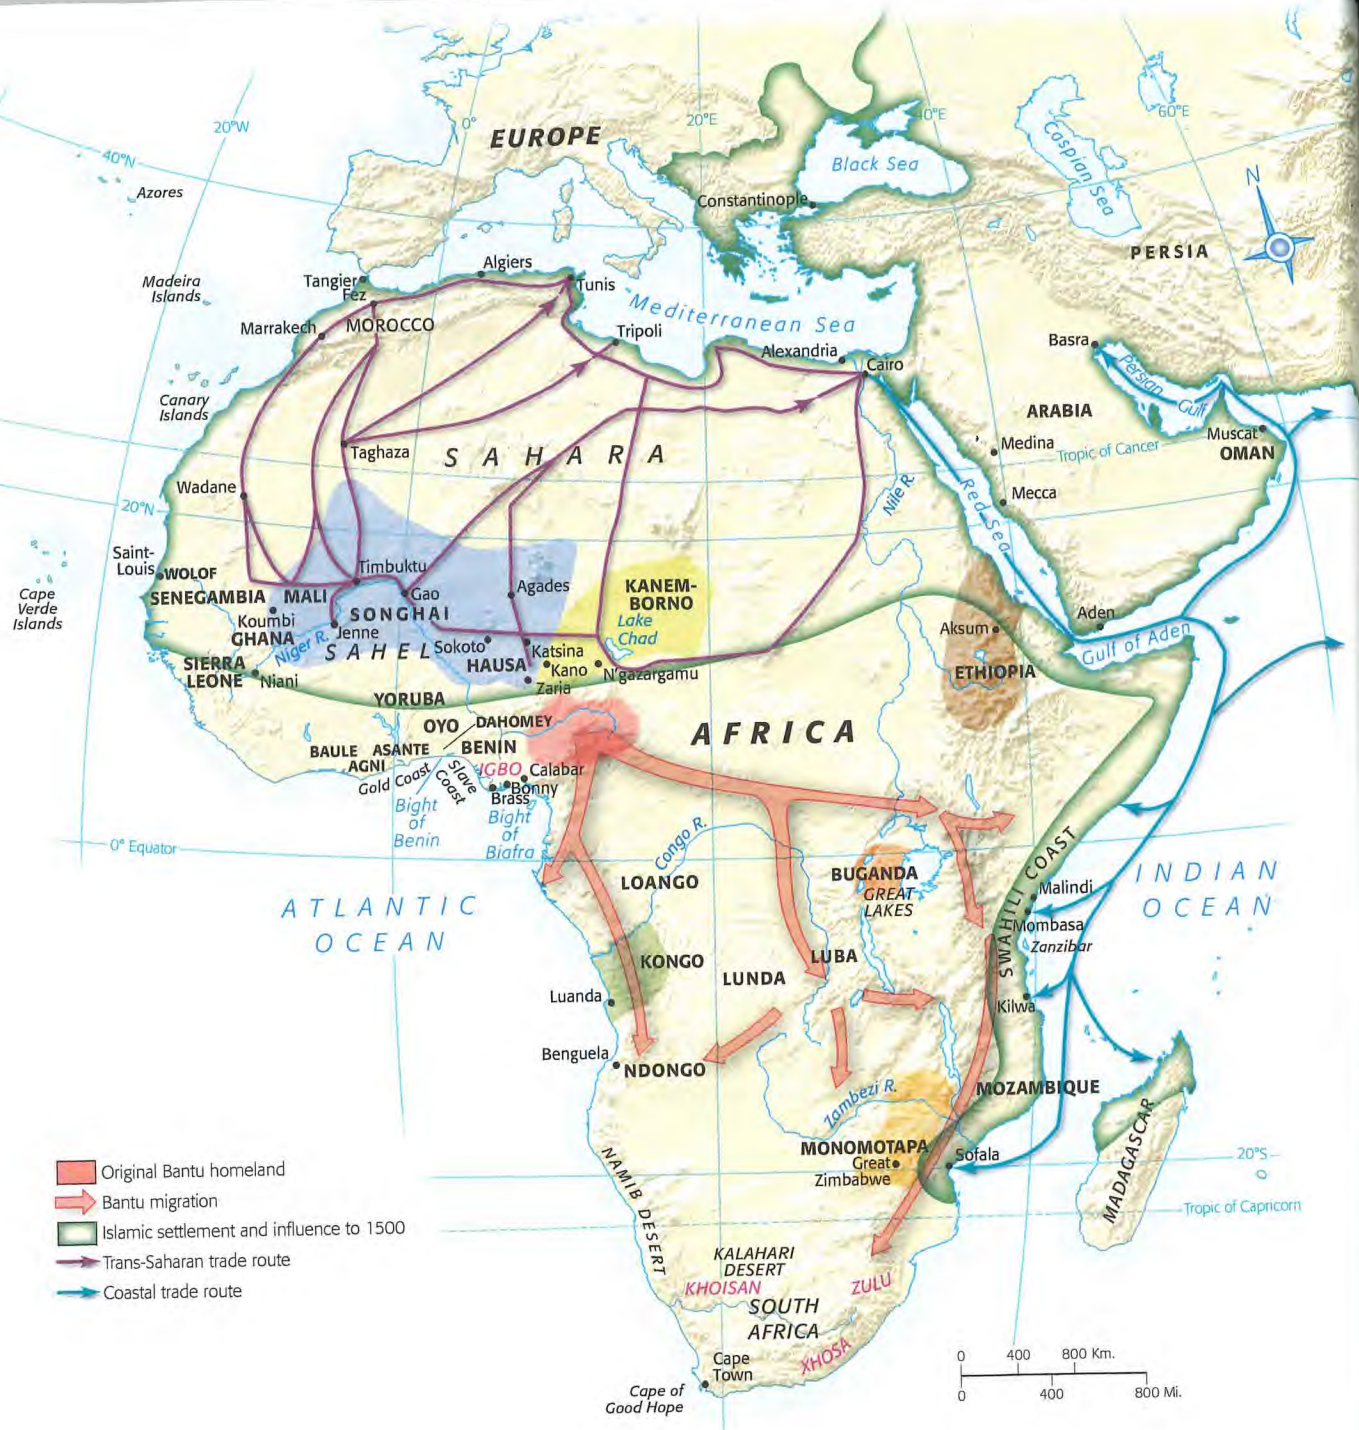 20°W
0°
20°E
40°E
60°E
40°N
EUROPE
Black Sea
Caspian Sea
N
Azores
Constantinople
PERSIA
Madeira
Islands
Tangier
Fez
Algiers
Tunis
Marrakech
MOROCCO
Mediterranean Sea
Tripoli
Alexandria
Cairo
Basra
Persian
Gulf
Canary
Islands
ARABIA
Taghaza
SAHARA
Medina
Tropic of Cancer
Muscat
OMAN
Wadane
20°N
Nile R.
Red Sea
Mecca
Saint-
Louis
WOLOF
Timbuktu
Cape
Verde
Islands
SENEGAMBIA
MALI
Gao
Agades
KANEM-
BORNO
Koumbi
SONGHAI
Lake
Chad
Aden
GHANA
Niger R.
Jenne
Aksum
Gulf of Aden
SAHEL
Sokoto
Katsina
SIERRA
LEONE
Niani
HAUSA
Kano
N'gazargamu
ETHIOPIA
Zaria
YORUBA
OYO
DAHOMEY
AFRICA
BAULE
ASANTE
BENIN
AGNI
Gold Coast
Slave
Coast
IGBO
Calabar
Bonny
Brass
Bight
of
Benin
Bight
of
Biafra
0° Equator
Congo R.
LOANGO
BUGANDA
GREAT
LAKES
SWAHILI COAST
Malindi
INDIAN
OCEAN
ATLANTIC
OCEAN
Mombasa
Zanzibar
KONGO
LUNDA
LUBA
Luanda
Kilwa
Benguela
NDONGO
MOZAMBIQUE
Zambezi R.
MADAGASCAR
MONOMOTAPA
Great
Zimbabwe
Sofala
20°S
Tropic of Capricorn
NAMIB DESERT
KALAHARI
DESERT
KHOISAN
ZULU
SOUTH
AFRICA
XHOSA
Cape
Town
Cape of
Good Hope
Original Bantu homeland
Bantu migration
Islamic settlement and influence to 1500
Trans-Saharan trade route
Coastal trade route
0 400 800 Km.
0 400 800 Mi.